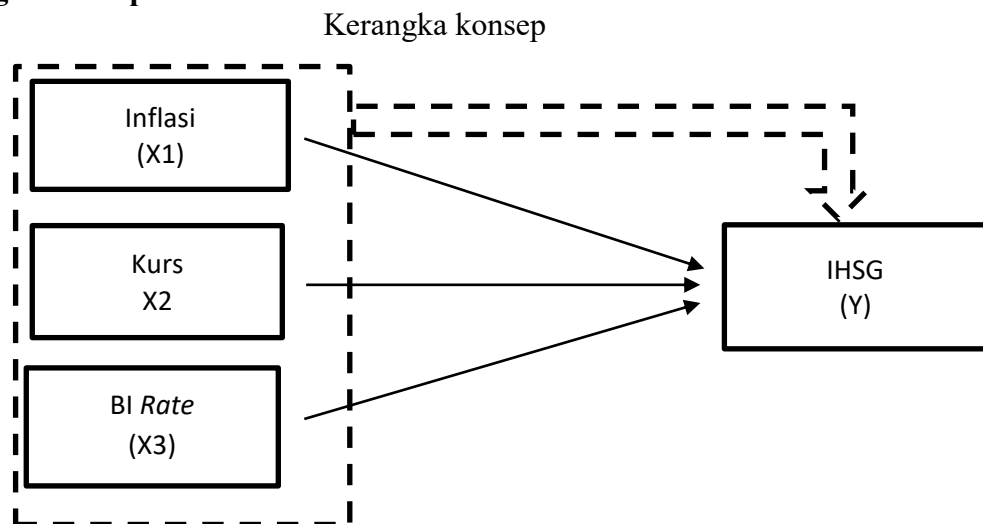 Kerangka konsep
Inflasi
(X1)
Kurs
X2
BI Rate
(X3)
IHSG
(Y)